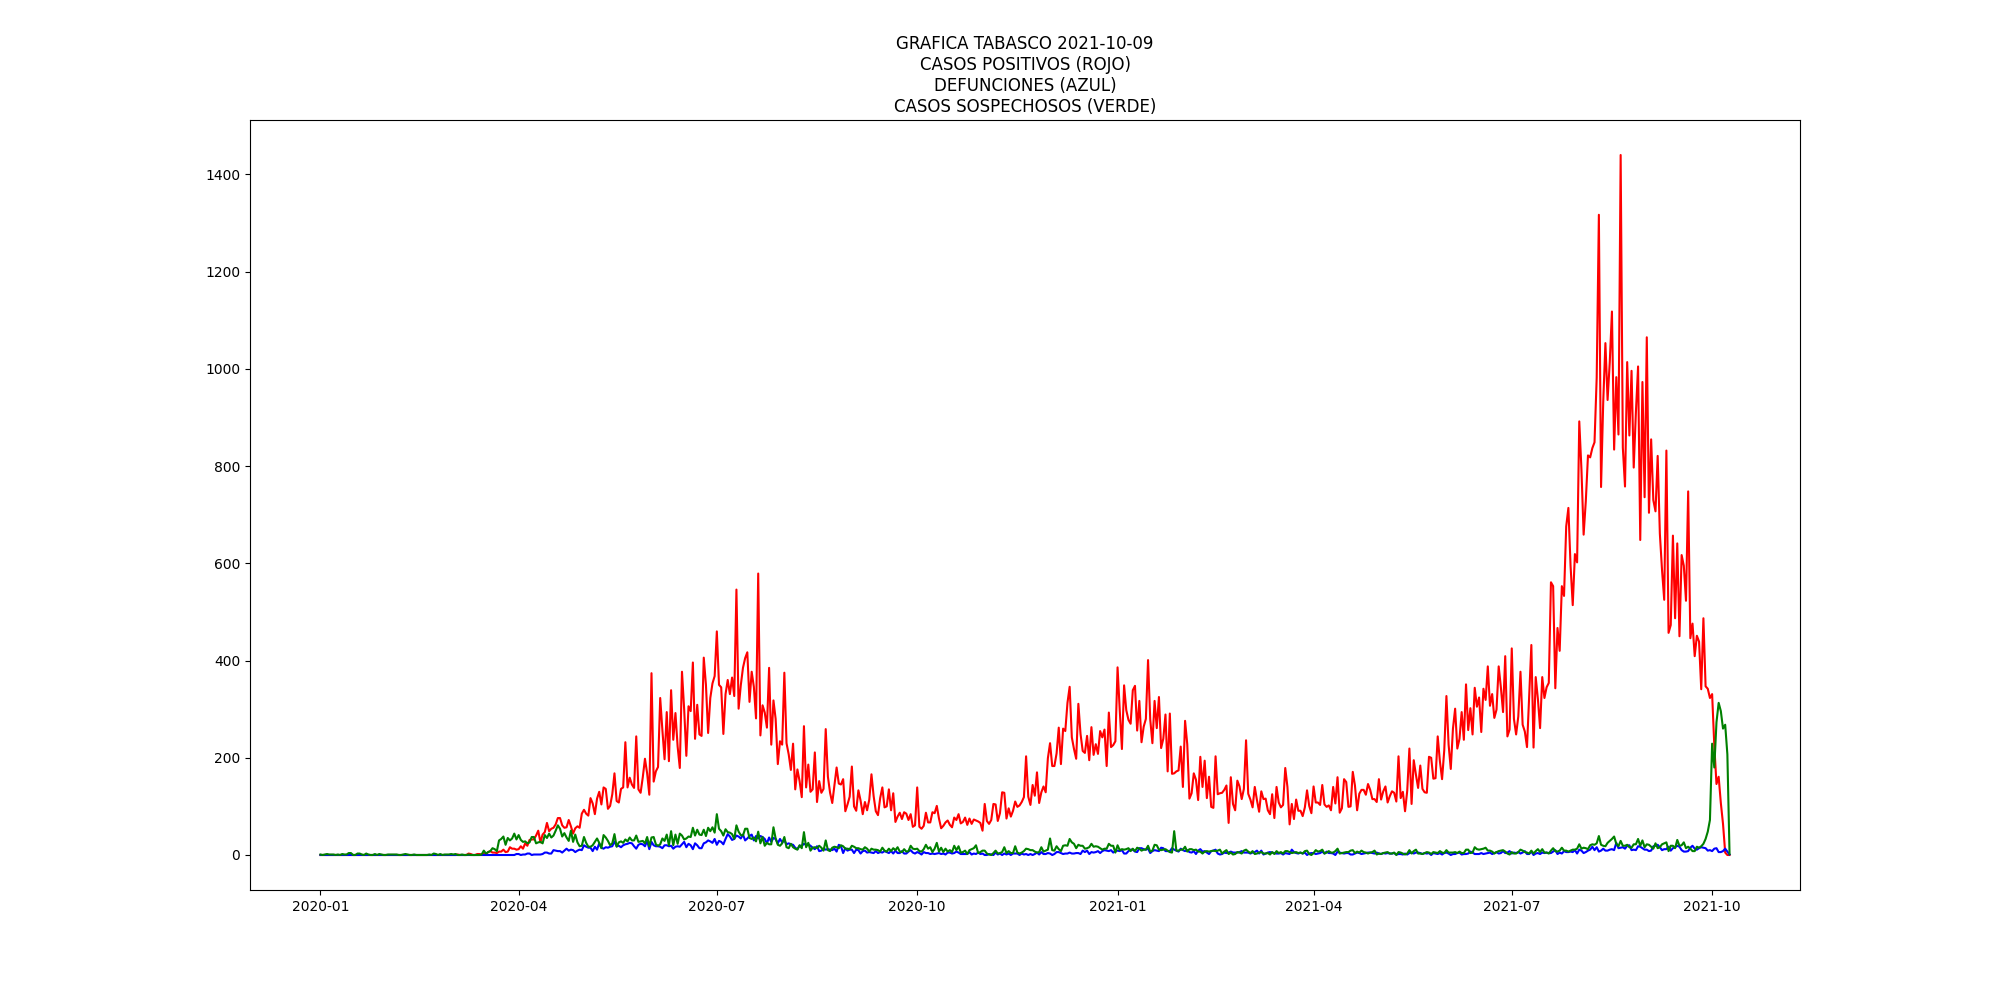 GRAFICA TABASCO 2021-10-09
CASOS POSITIVOS (ROJO)
DEFUNCIONES (AZUL)
CASOS SOSPECHOSOS (VERDE)
1400
1200
1000
800
600
400
200
0
2020-01 2020-04 2020-07 2020-10 2021-01 2021-04 2021-07 2021-10